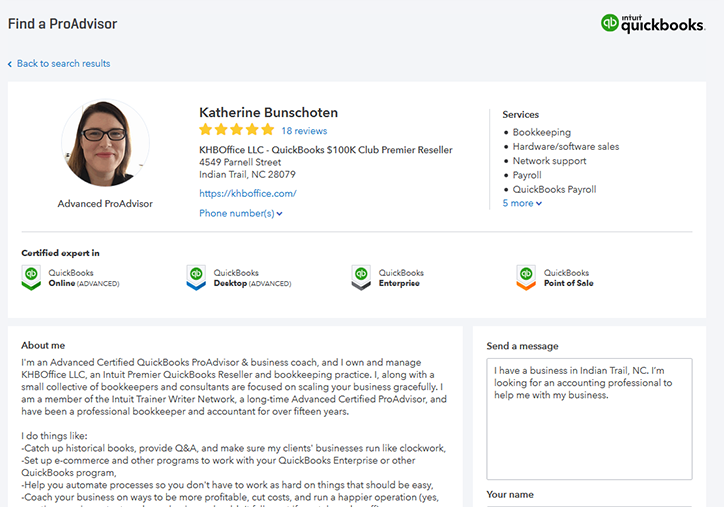 Find a ProAdvisor
intuit
quickbooks.
Back to search results
Katherine Bunschoten
18 reviews
KHBOffice LLC - QuickBooks $100K Club Premier Reseller
4549 Parnell Street
Indian Trail, NC 28079
https://khboffice.com/
Phone number(s)
Advanced ProAdvisor
Services
Bookkeeping
Hardware/software sales
Network support
Payroll
QuickBooks Payroll
5 more
Certified expert in
QuickBooks
Online (ADVANCED)
QuickBooks
Desktop (ADVANCED)
QuickBooks
Enterprise
QuickBooks
Point of Sale
About me
I'm an Advanced Certified QuickBooks ProAdvisor & business coach, and I own and manage
KHBOffice LLC, an Intuit Premier QuickBooks Reseller and bookkeeping practice. I, along with a
small collective of bookkeepers and consultants are focused on scaling your business gracefully. I
am a member of the Intuit Trainer Writer Network, a long-time Advanced Certified ProAdvisor, and
have been a professional bookkeeper and accountant for over fifteen years.
I do things like:
-Catch up historical books, provide Q&A, and make sure my clients' businesses run like clockwork,
-Set up e-commerce and other programs to work with your QuickBooks Enterprise or other
QuickBooks program,
-Help you automate processes so you don't have to work as hard on things that should be easy,
-Coach your business on ways to be more profitable, cut costs, and run a happier operation (yes,
Send a message
I have a business in Indian Trail, NC. I'm
looking for an accounting professional to
help me with my business.
Your name